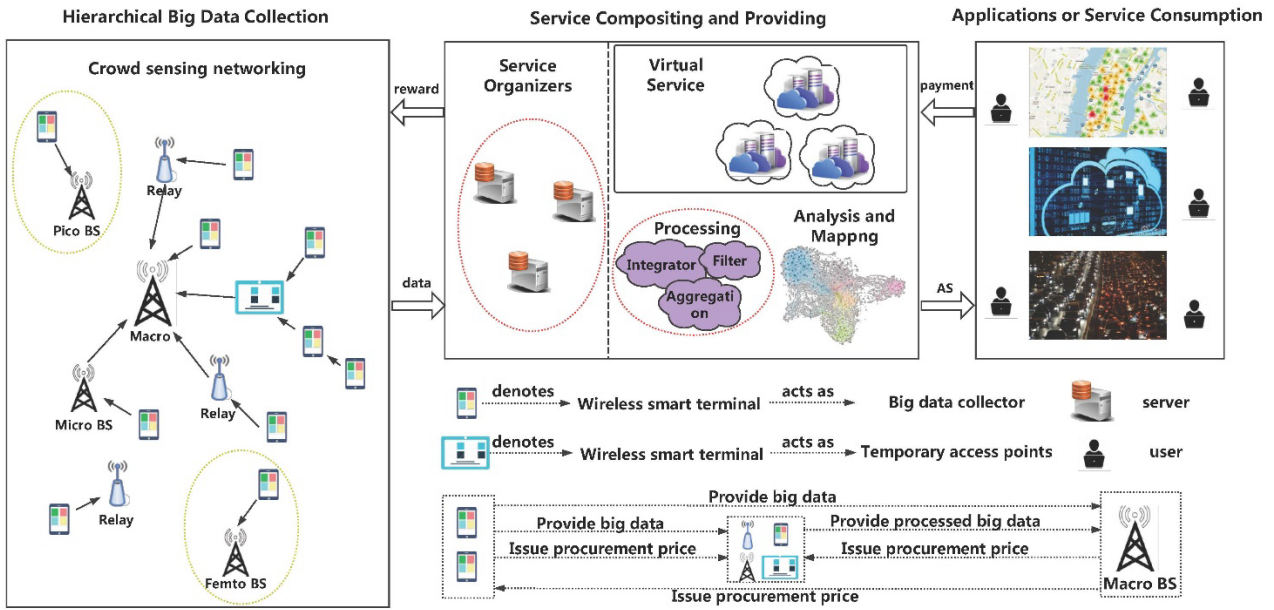 Hierarchical Big Data Collection
Service Compositing and Providing
Applications or Service Consumption
Crowd sensing networking
Pico BS
Relay
Macro
Micro BS
Relay
Relay
Femto BS
reward
data
Service
Organizers
Virtual
Service
Processing
Integrator
Filter
Aggregati
on
Analysis and
Mappng
payment
AS
denotes
Wireless smart terminal
acts as
Big data collector
server
denotes
Wireless smart terminal
acts as
Temporary access points
user
Provide big data
Provide big data
Provide processed big data
Issue procurement price
Issue procurement price
Macro BS
Issue procurement price